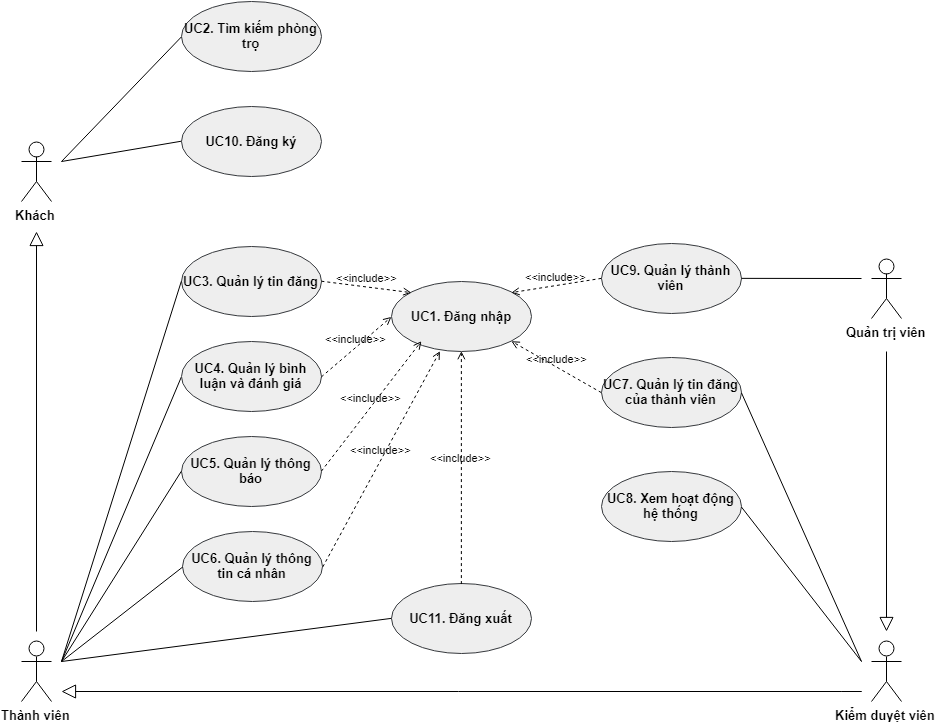 UC2. Tìm kiếm phòng
trọ
UC10. Đăng ký
Khách
UC3. Quản lý tin đăng
<<include>>
UC1. Đăng nhập
<<include>>
UC9. Quản lý thành
viên
Quản trị viên
UC4. Quản lý bình
luận và đánh giá
<<include>>
<<include>>
UC7. Quản lý tin đăng
của thành viên
<<include>>
UC5. Quản lý thông
báo
<<include>>
<<include>>
UC8. Xem hoạt động
hệ thống
UC6. Quản lý thông
tin cá nhân
UC11. Đăng xuất
Thành viên
Kiểm duyệt viên